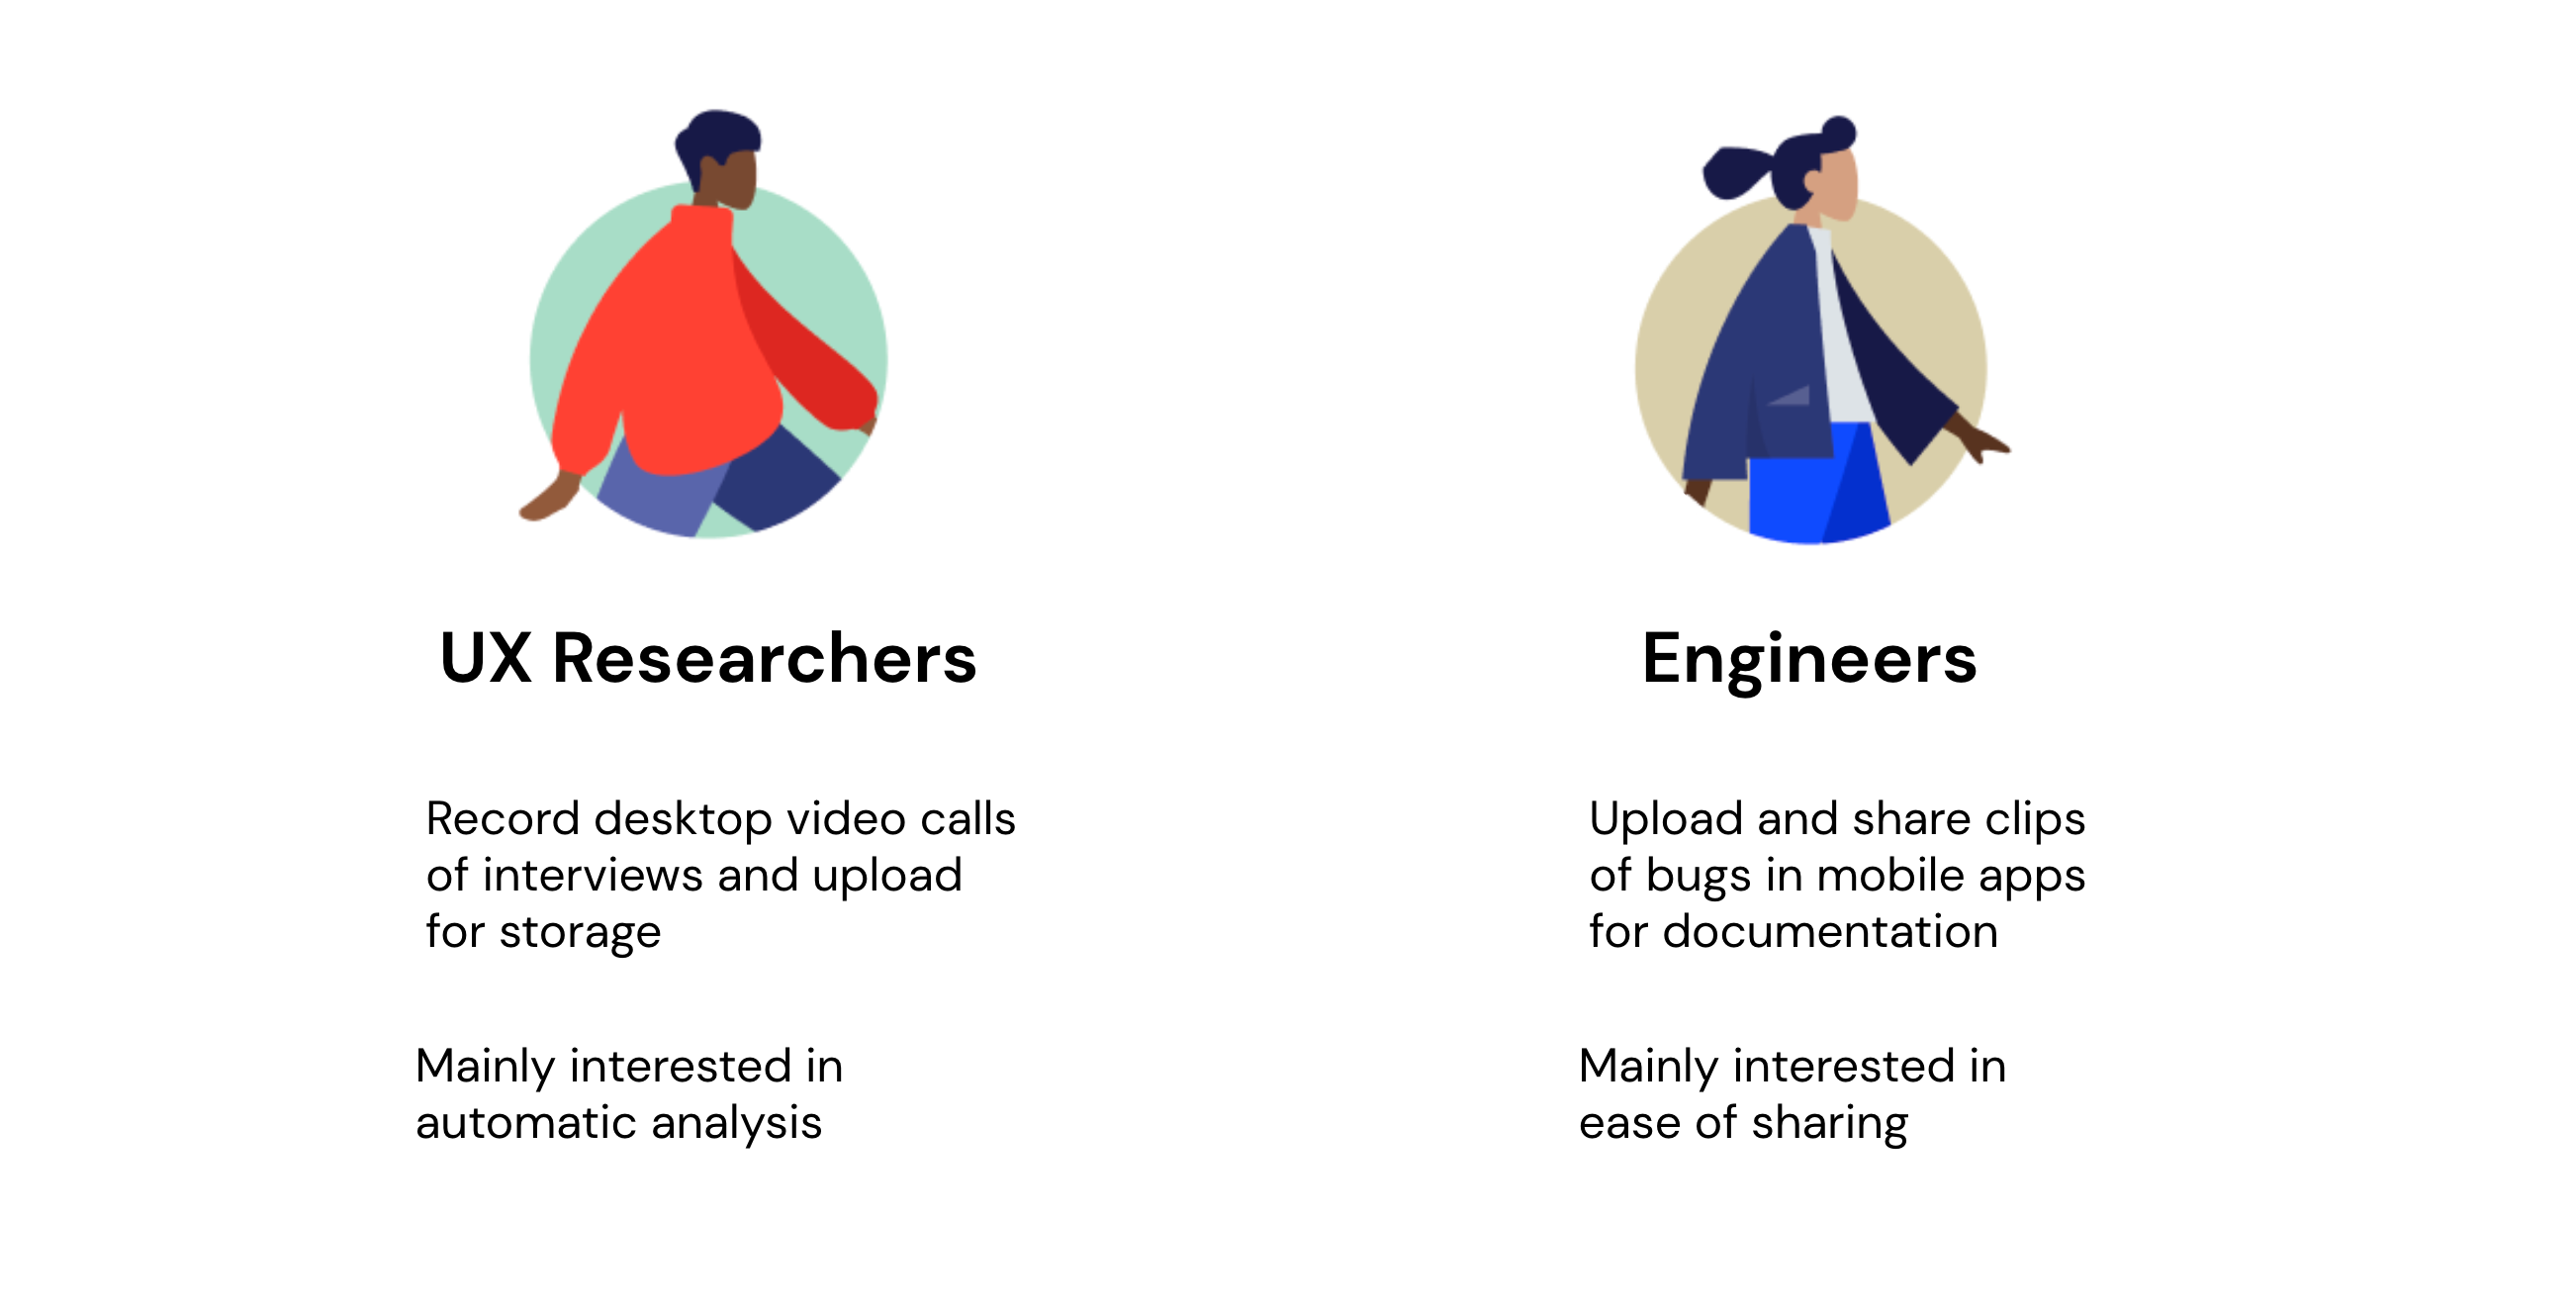 UX Researchers
Record desktop video calls
of interviews and upload
for storage
Mainly interested in
automatic analysis
Engineers
Upload and share clips
of bugs in mobile apps
for documentation
Mainly interested in
ease of sharing